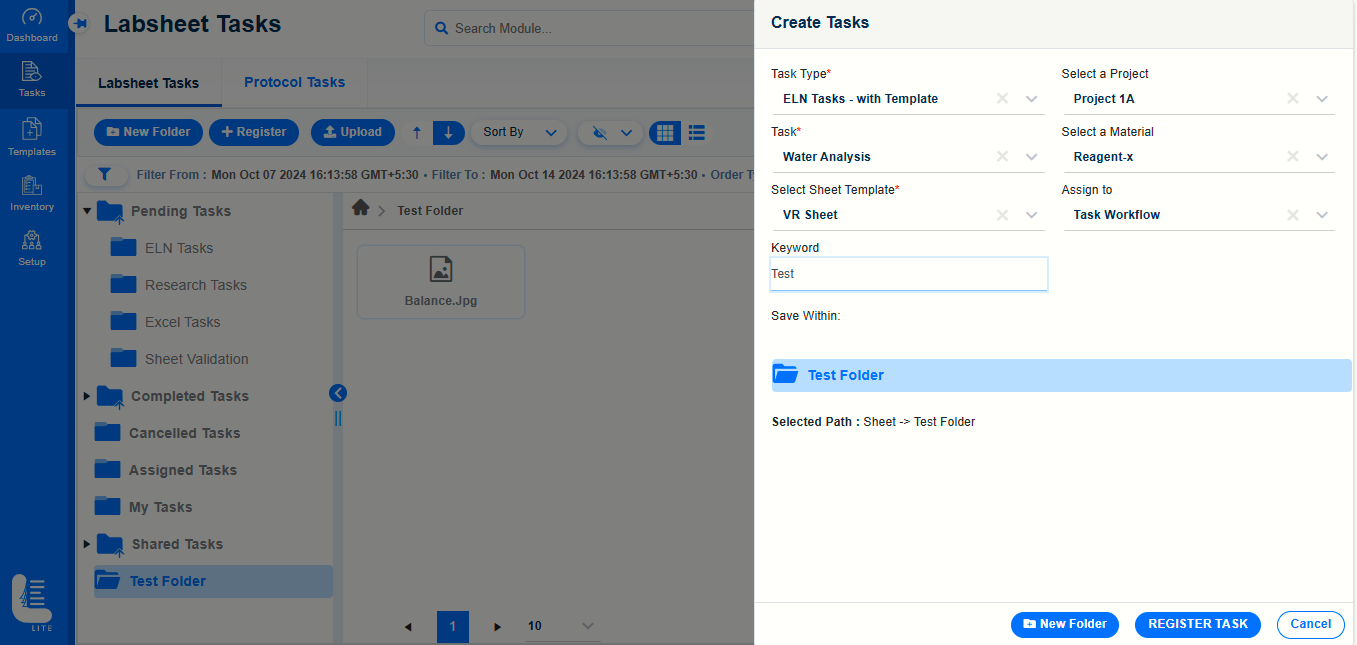 Dashboard
Tasks
Templates
Inventory
Setup
LITE
Labsheet Tasks
Search Module...
Labsheet Tasks
Protocol Tasks
New Folder
Register
Upload
Sort By
Filter From : Mon Oct 07 2024 16:13:58 GMT+5:30 • Filter To : Mon Oct 14 2024 16:13:58 GMT+5:30 • Order T
Pending Tasks
ELN Tasks
Research Tasks
Excel Tasks
Sheet Validation
Completed Tasks
Cancelled Tasks
Assigned Tasks
My Tasks
Shared Tasks
Test Folder
Test Folder
Balance.Jpg
1
10
Create Tasks
Task Type*
ELN Tasks - with Template
Select a Project
Project 1A
Task*
Water Analysis
Select a Material
Reagent-x
Select Sheet Template*
VR Sheet
Assign to
Task Workflow
Keyword
Test
Save Within:
Test Folder
Selected Path : Sheet -> Test Folder
New Folder
REGISTER TASK
Cancel